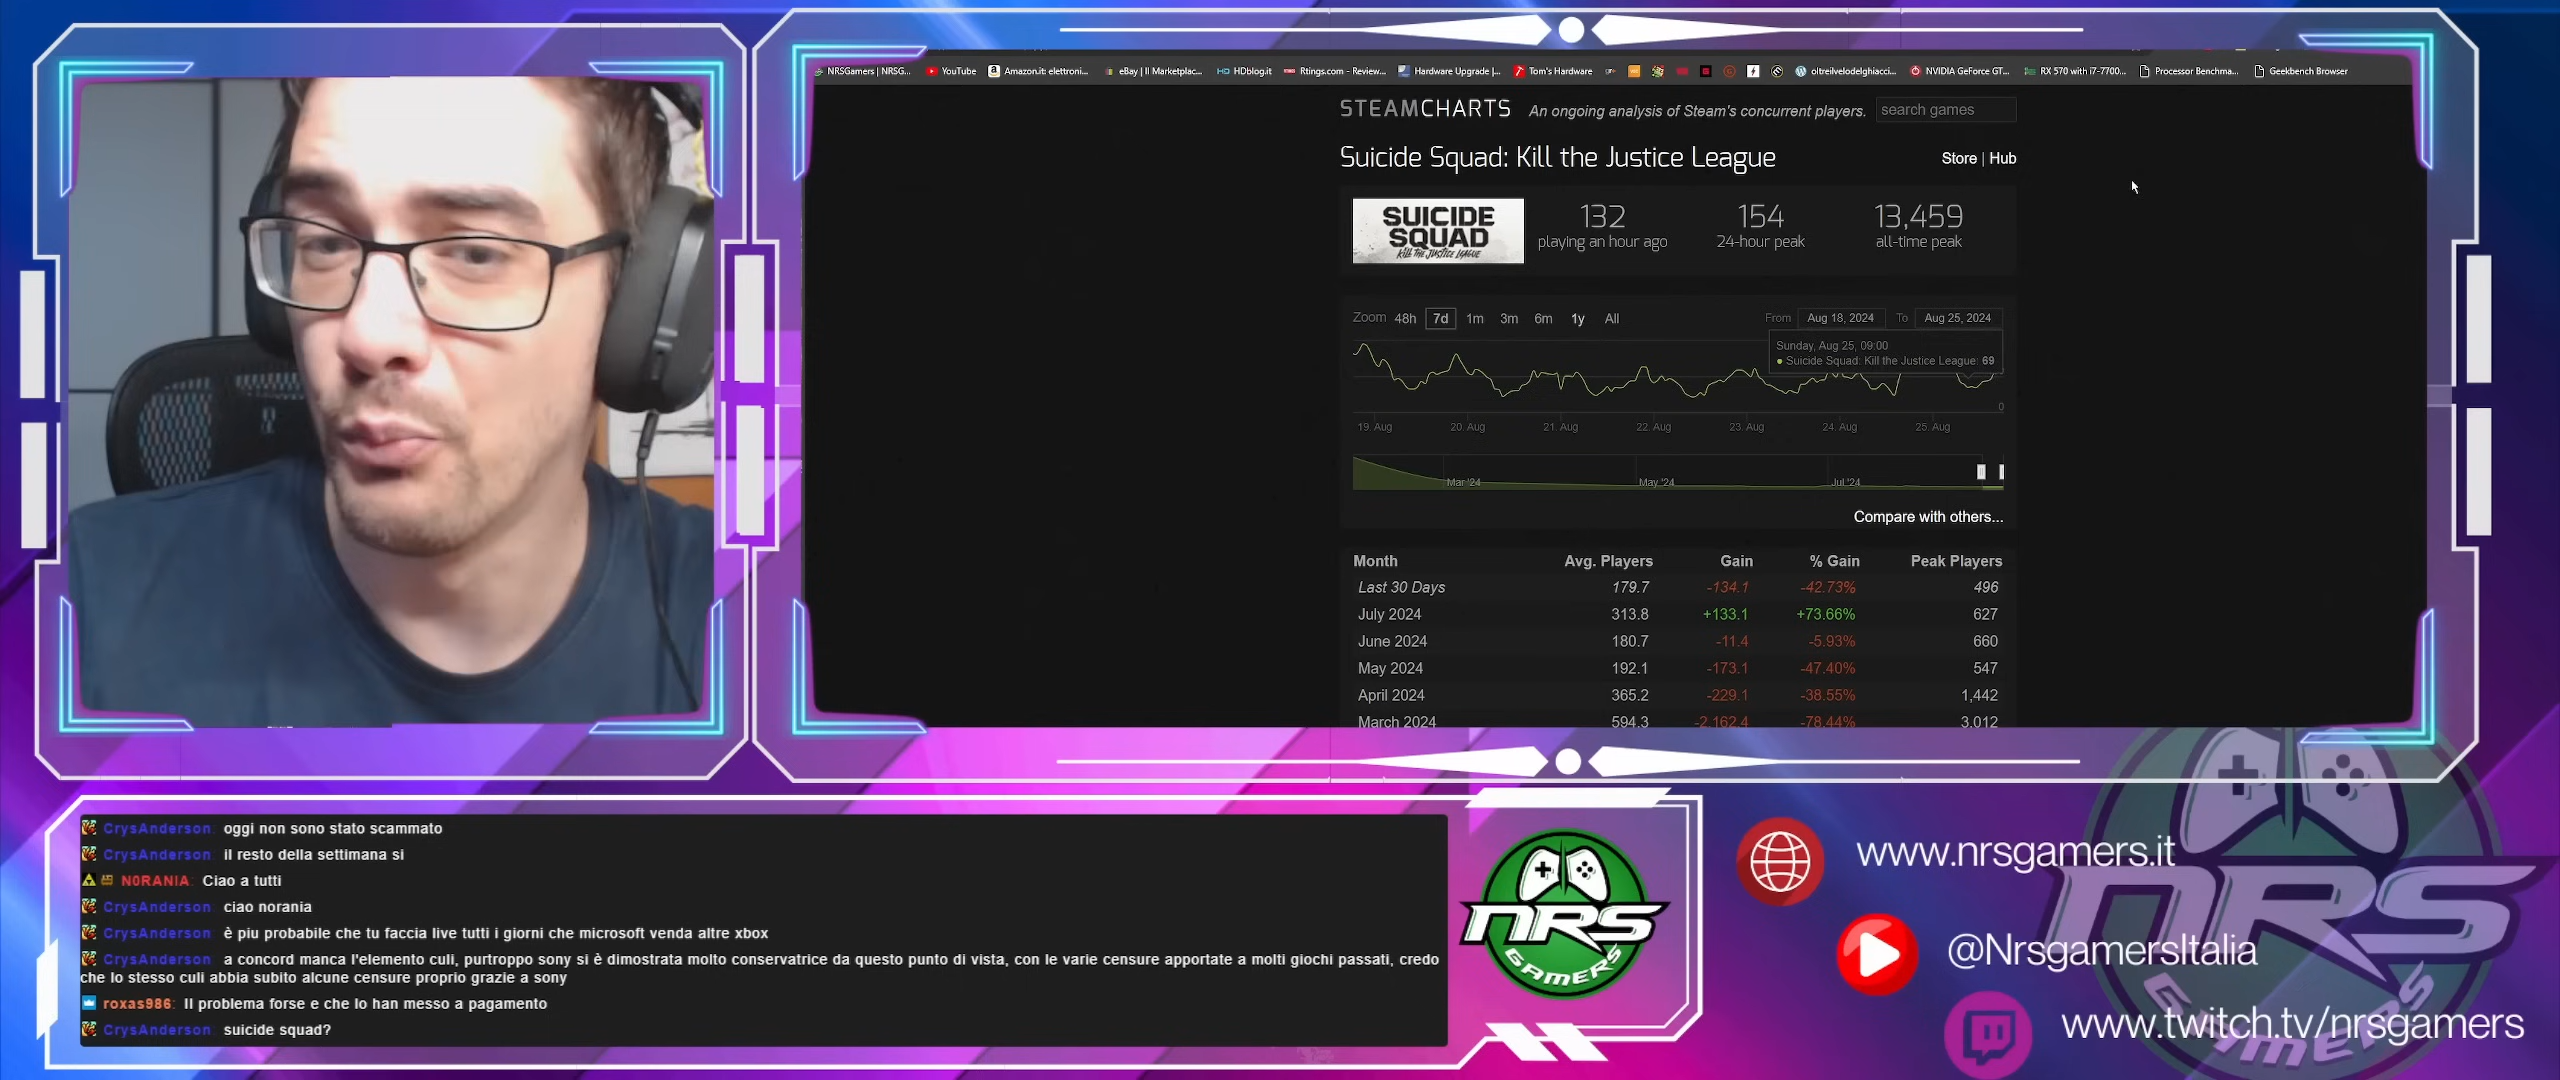 NRSGamers | NRSG... YouTube Amazon.it: elettroni... eBay | Il Marketplac... HDblog.it Rtings.com - Review... Hardware Upgrade |... Tom's Hardware oltreilvelodelghiacci... NVIDIA GeForce GT... RX 570 with i7-7700... Processor Benchma... Geekbench Browser
STEAMCHARTS An ongoing analysis of Steam's concurrent players. search games
Suicide Squad: Kill the Justice League Store | Hub
SUICIDE
SQUAD
KILL THE JUSTICE LEAGUE
132 154 13,459
playing an hour ago 24-hour peak all-time peak
Zoom 48h 7d 1m 3m 6m 1y All From Aug 18, 2024 To Aug 25, 2024
Sunday, Aug 25, 09:00
● Suicide Squad: Kill the Justice League: 69
0
19. Aug 20. Aug 21. Aug 22. Aug 23. Aug 24. Aug 25. Aug
Mar '24 May '24 Jul '24
Compare with others...
Month Avg. Players Gain % Gain Peak Players
Last 30 Days 179.7 -134.1 -42.73% 496
July 2024 313.8 +133.1 +73.66% 627
June 2024 180.7 -11.4 -5.93% 660
May 2024 192.1 -173.1 -47.40% 547
April 2024 365.2 -229.1 -38.55% 1,442
March 2024 594.3 -2,162.4 -78.44% 3,012
CrysAnderson: oggi non sono stato scammato
CrysAnderson: il resto della settimana si
N0RANIA: Ciao a tutti
CrysAnderson: ciao norania
CrysAnderson: è piu probabile che tu faccia live tutti i giorni che microsoft venda altre xbox
CrysAnderson: a concord manca l'elemento culi, purtroppo sony si è dimostrata molto conservatrice da questo punto di vista, con le varie censure apportate a molti giochi passati, credo
che lo stesso culi abbia subito alcune censure proprio grazie a sony
roxas986: Il problema forse e che lo han messo a pagamento
CrysAnderson: suicide squad?
NRS
GAMERS
www.nrsgamers.it
@NrsgamersItalia
www.twitch.tv/nrsgamers
NRS
GAMERS